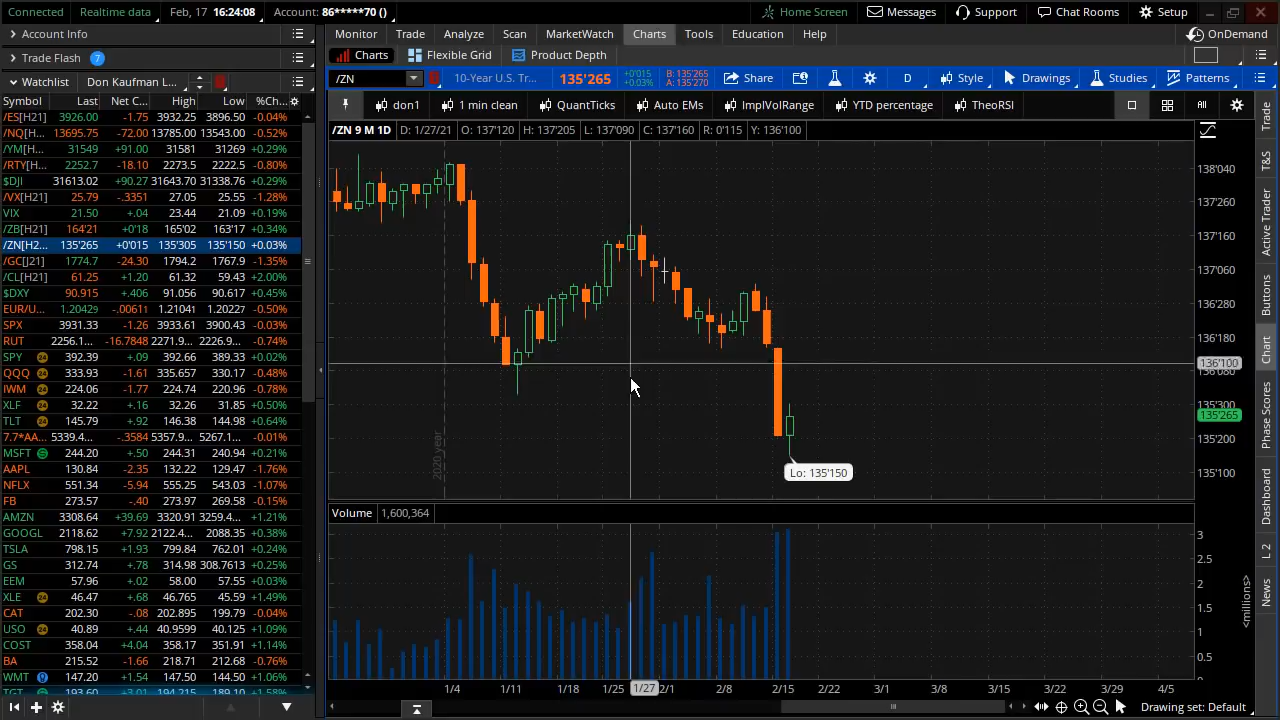 Connected Realtime data Feb, 17 16:24:08 Account: 86*****70 () Home Screen Messages Support Chat Rooms Setup
Account Info Monitor Trade Analyze Scan MarketWatch Charts Tools Education Help OnDemand
Trade Flash 7 Charts Flexible Grid Product Depth
Watchlist Don Kaufman L... /ZN 10-Year U.S. Tr... 135'265 +0'015 +0.03% B: 135'265 A: 135'270 Share D Style Drawings Studies Patterns
Symbol Last Net C... High Low %Ch... don1 1 min clean QuantTicks Auto EMs ImplVolRange YTD percentage TheoRSI All
/ES[H21] 3926.00 -1.75 3932.25 3896.50 -0.04%
/NQ[H... 13695.75 -72.00 13785.00 13543.00 -0.52%
/YM[H... 31549 +91.00 31581 31269 +0.29%
/RTY[H... 2252.7 -18.10 2273.5 2222.5 -0.80%
$DJI 31613.02 +90.27 31643.70 31338.76 +0.29%
/VX[H21] 25.79 -.3351 27.05 25.55 -1.28%
VIX 21.50 +.04 23.44 21.09 +0.19%
/ZB[H21] 164'21 +0'18 165'02 163'17 +0.34%
/ZN[H2... 135'265 +0'015 135'305 135'150 +0.03%
/GC[J21] 1774.7 -24.30 1794.2 1767.9 -1.35%
/CL[H21] 61.25 +1.20 61.32 59.43 +2.00%
$DXY 90.915 +.406 91.056 90.617 +0.45%
EUR/U... 1.20429 -.00611 1.21041 1.20227 -0.50%
SPX 3931.33 -1.26 3933.61 3900.43 -0.03%
RUT 2256.1... -16.7848 2271.9... 2226.9... -0.74%
SPY 392.39 +.09 392.66 389.33 +0.02%
QQQ 333.93 -1.61 335.657 330.17 -0.48%
IWM 224.06 -1.77 224.74 222.13 -0.78%
XLF 32.22 +.16 32.26 31.85 +0.50%
TLT 145.79 +.92 146.38 144.98 +0.64%
7.7*AA... 5339.4... -.3584 5357.9... 5267.1... -0.01%
MSFT 244.20 +.50 244.31 240.94 +0.21%
AAPL 130.84 -2.35 132.22 129.47 -1.76%
NFLX 551.34 -5.94 555.25 543.03 -1.07%
FB 273.57 -.40 273.97 269.58 -0.15%
AMZN 3308.64 +39.69 3320.91 3259.4... +1.21%
GOOGL 2118.62 +7.92 2122.4... 2088.35 +0.38%
TSLA 798.15 +1.93 799.84 762.01 +0.24%
GS 312.74 +.78 314.98 308.7613 +0.25%
EEM 57.96 +.02 58.00 57.55 +0.03%
XLE 46.47 +.68 46.765 45.59 +1.49%
CAT 202.30 -.08 202.895 199.79 -0.04%
USO 40.89 +.44 40.9599 40.125 +1.09%
COST 358.04 +4.04 358.17 351.91 +1.14%
BA 215.52 -1.66 218.71 212.68 -0.76%
WMT 147.20 +1.54 147.50 144.50 +1.06%
TGT 193.60 +3.01 194.215 189.10 +1.58%
/ZN 9 M 1D D: 1/27/21 O: 137'120 H: 137'205 L: 137'090 C: 137'160 R: 0'115 Y: 136'100
138'040
137'260
137'160
137'060
136'280
136'180
136'100
136'080
135'300
135'265
135'200
135'100
2020 year
Lo: 135'150
Volume 1,600,364
3
2.5
2
1.5
1
0.5
<millions>
1/4 1/11 1/18 1/25 1/27 2/1 2/8 2/15 2/22 3/1 3/8 3/15 3/22 3/29 4/5
Drawing set: Default
Trade
T&S
Active Trader
Buttons
Chart
Phase Scores
Dashboard
L 2
News